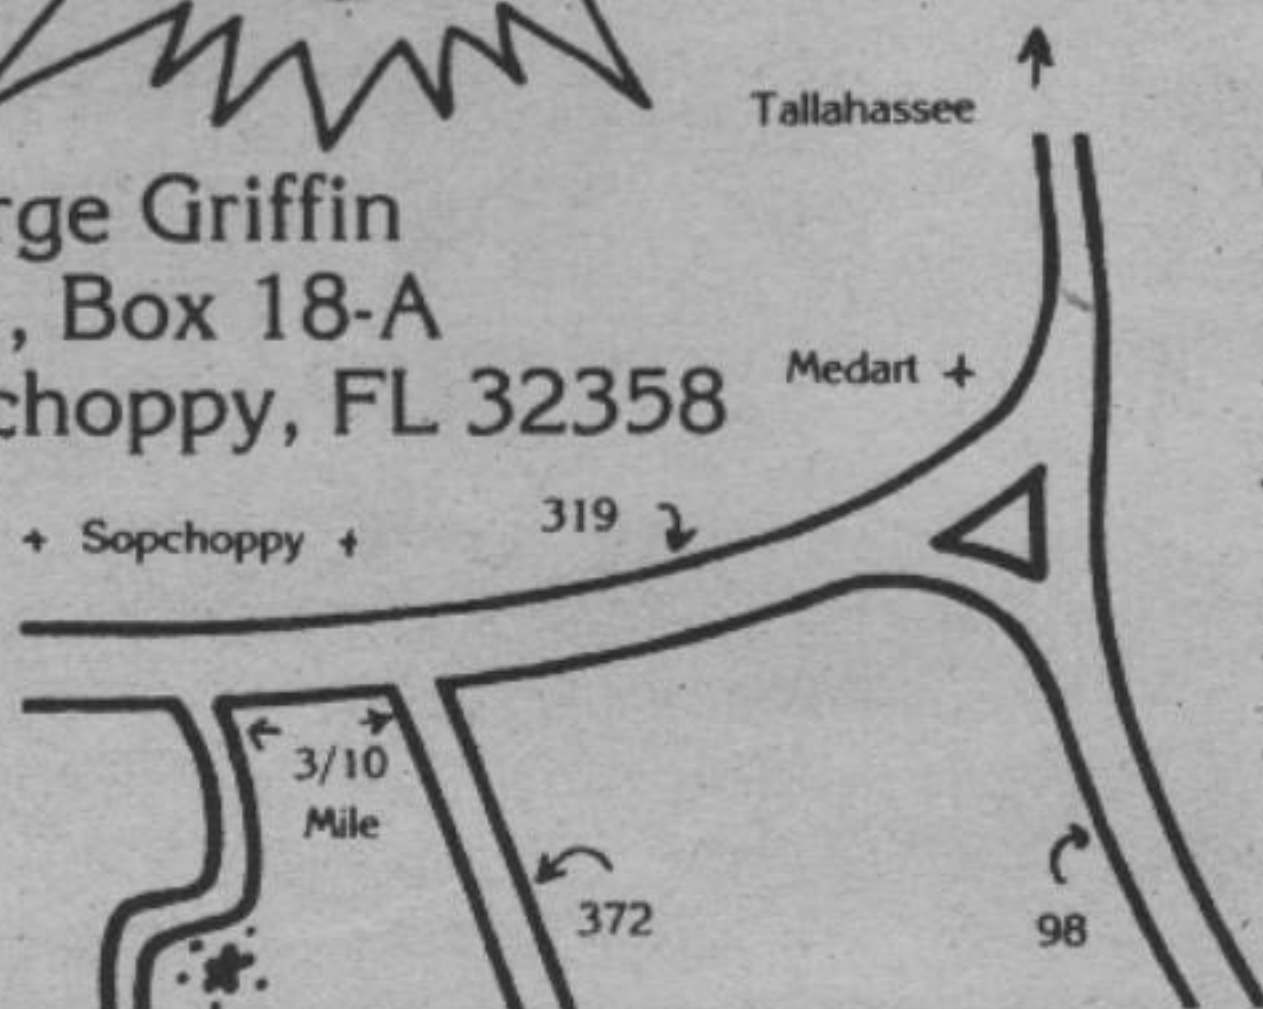 Tallahassee
rge Griffin
, Box 18-A
choppy, FL 32358
Medart +
319
+ Sopchoppy +
3/10
Mile
372
98